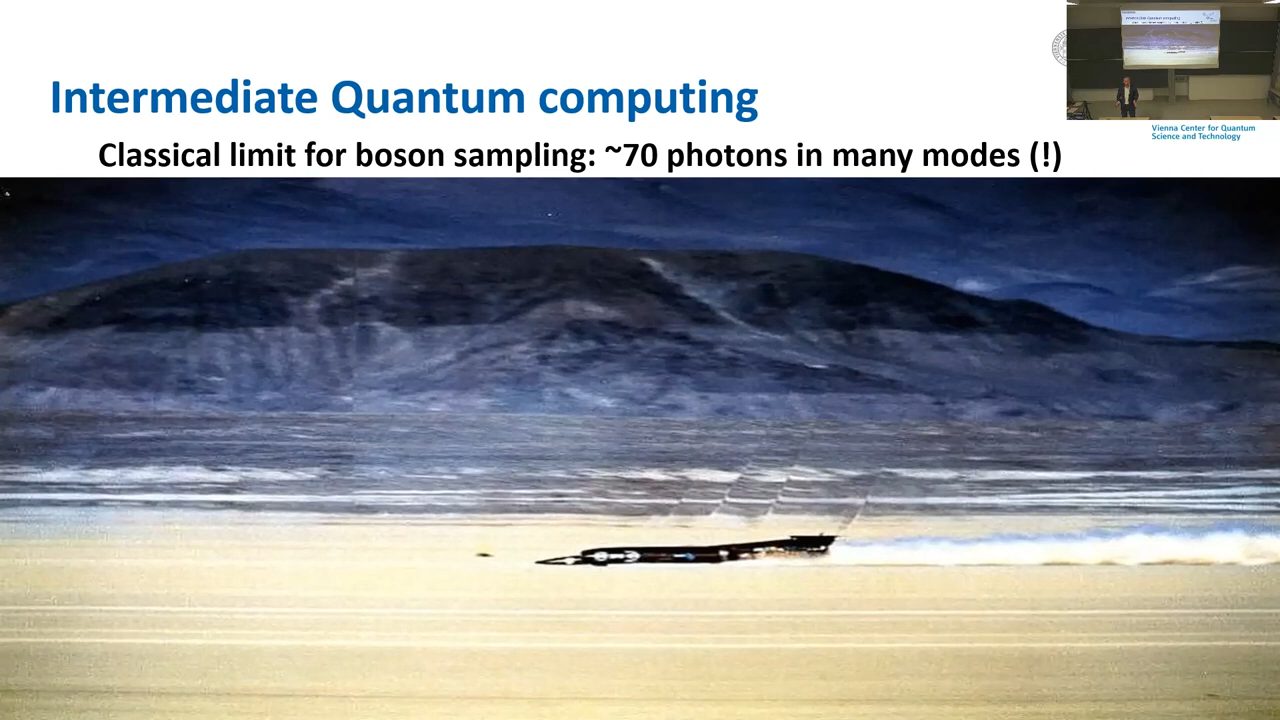 Intermediate Quantum computing
Classical limit for boson sampling: ~70 photons in many modes (!)
Vienna Center for Quantum
Science and Technology